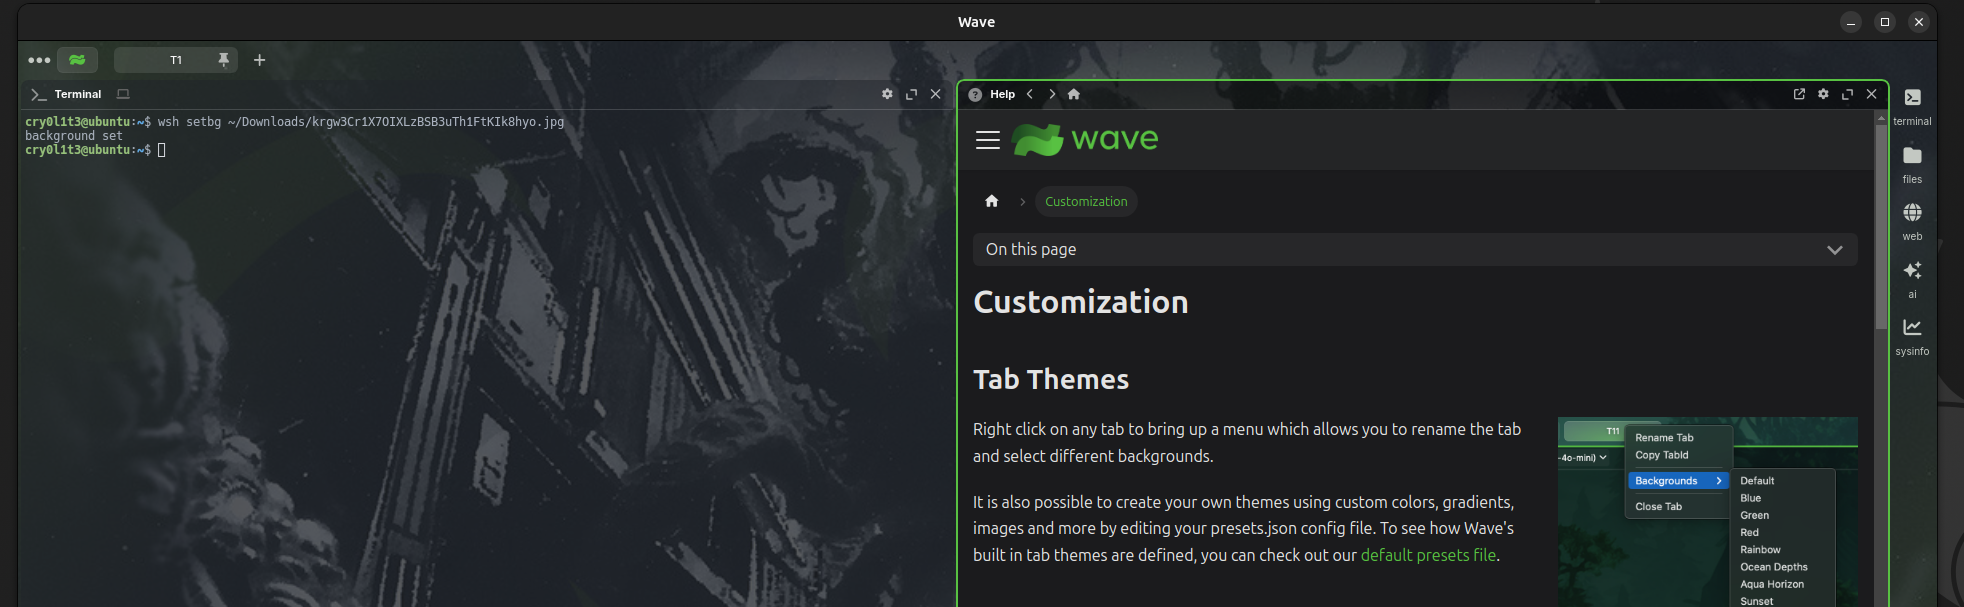 Wave
T1
Terminal
cry0l1t3@ubuntu:~$ wsh setbg ~/Downloads/krgw3Cr1X7OIXLzBSB3uTh1FtKIk8hyo.jpg
background set
cry0l1t3@ubuntu:~$
Help
wave
Customization
On this page
Customization
Tab Themes
Right click on any tab to bring up a menu which allows you to rename the tab
and select different backgrounds.
It is also possible to create your own themes using custom colors, gradients,
images and more by editing your presets.json config file. To see how Wave's
built in tab themes are defined, you can check out our default presets file.
T11
-4o-mini)
Rename Tab
Copy TabId
Backgrounds
Close Tab
Default
Blue
Green
Red
Rainbow
Ocean Depths
Aqua Horizon
Sunset
terminal
files
web
ai
sysinfo